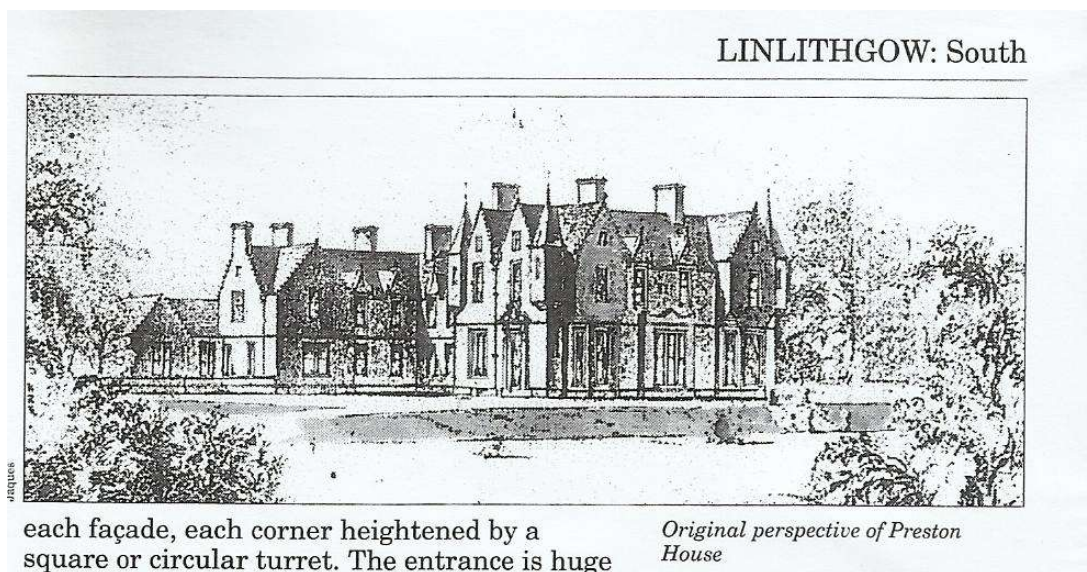 LINLITHGOW: South
Jaques
each façade, each corner heightened by a
square or circular turret. The entrance is huge
Original perspective of Preston
House